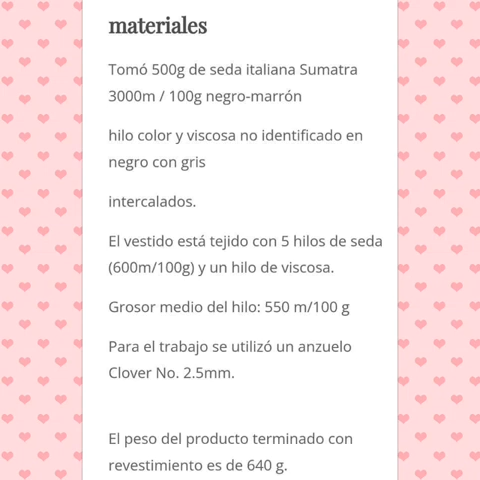 materiales
Tomó 500g de seda italiana Sumatra
3000m / 100g negro-marrón
hilo color y viscosa no identificado en
negro con gris
intercalados.
El vestido está tejido con 5 hilos de seda
(600m/100g) y un hilo de viscosa.
Grosor medio del hilo: 550 m/100 g
Para el trabajo se utilizó un anzuelo
Clover No. 2.5mm.
El peso del producto terminado con
revestimiento es de 640 g.